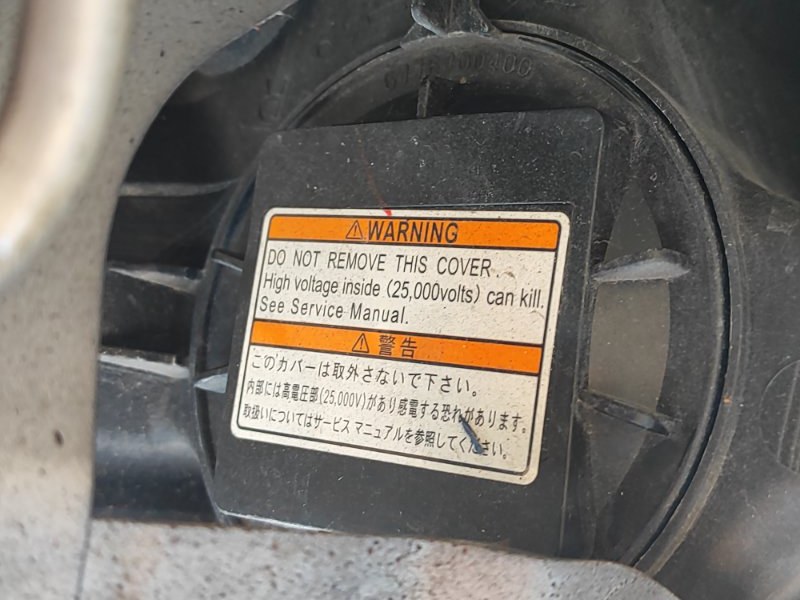 ⚠WARNING
DO NOT REMOVE THIS COVER.
High voltage inside (25,000volts) can kill.
See Service Manual.
⚠警告
このカバーは取外さないで下さい。
内部には高電圧部(25,000V)があり感電する恐れがあります。
取扱いについてはサービスマニュアルを参照してください。